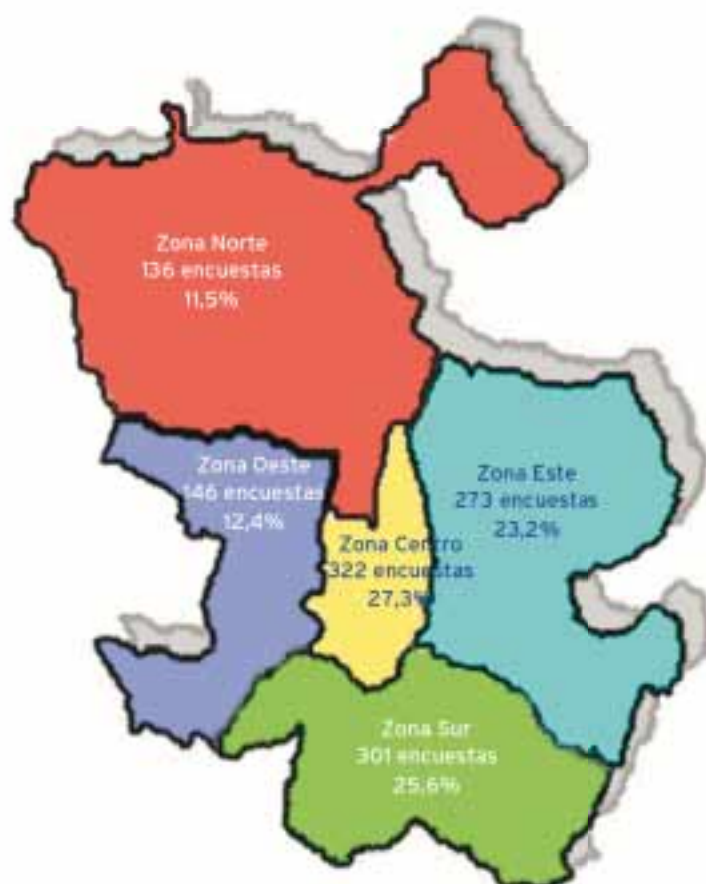 Zona Norte
136 encuestas
11,5%
Zona Oeste
146 encuestas
12,4%
Zona Este
273 encuestas
23,2%
Zona Centro
322 encuestas
27,3%
Zona Sur
301 encuestas
25,6%